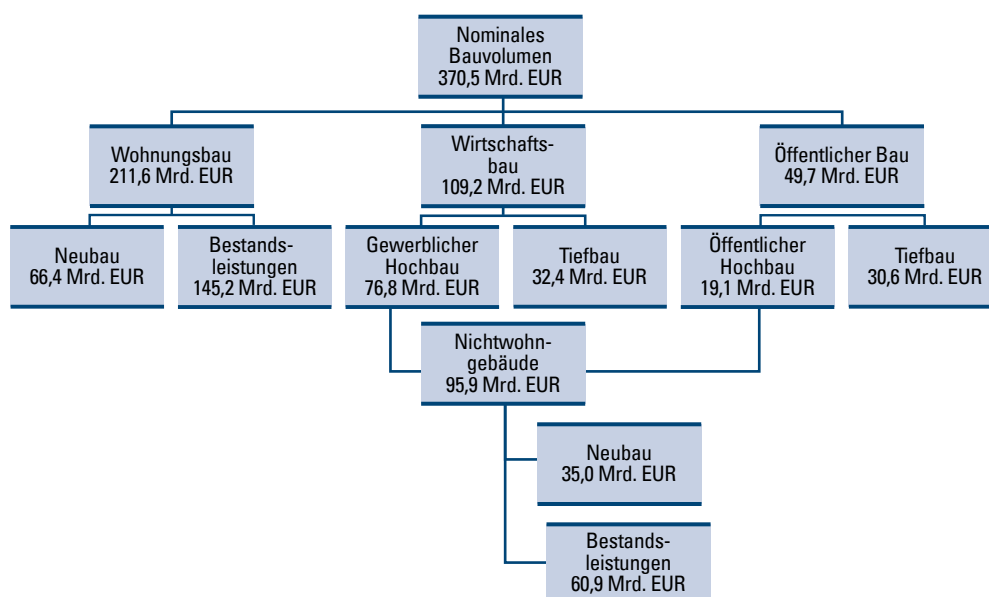 Nominales
Bauvolumen
370,5 Mrd. EUR
Wohnungsbau
211,6 Mrd. EUR
Wirtschafts-
bau
109,2 Mrd. EUR
Öffentlicher Bau
49,7 Mrd. EUR
Neubau
66,4 Mrd. EUR
Bestands-
leistungen
145,2 Mrd. EUR
Gewerblicher
Hochbau
76,8 Mrd. EUR
Tiefbau
32,4 Mrd. EUR
Öffentlicher
Hochbau
19,1 Mrd. EUR
Tiefbau
30,6 Mrd. EUR
Nichtwohn-
gebäude
95,9 Mrd. EUR
Neubau
35,0 Mrd. EUR
Bestands-
leistungen
60,9 Mrd. EUR